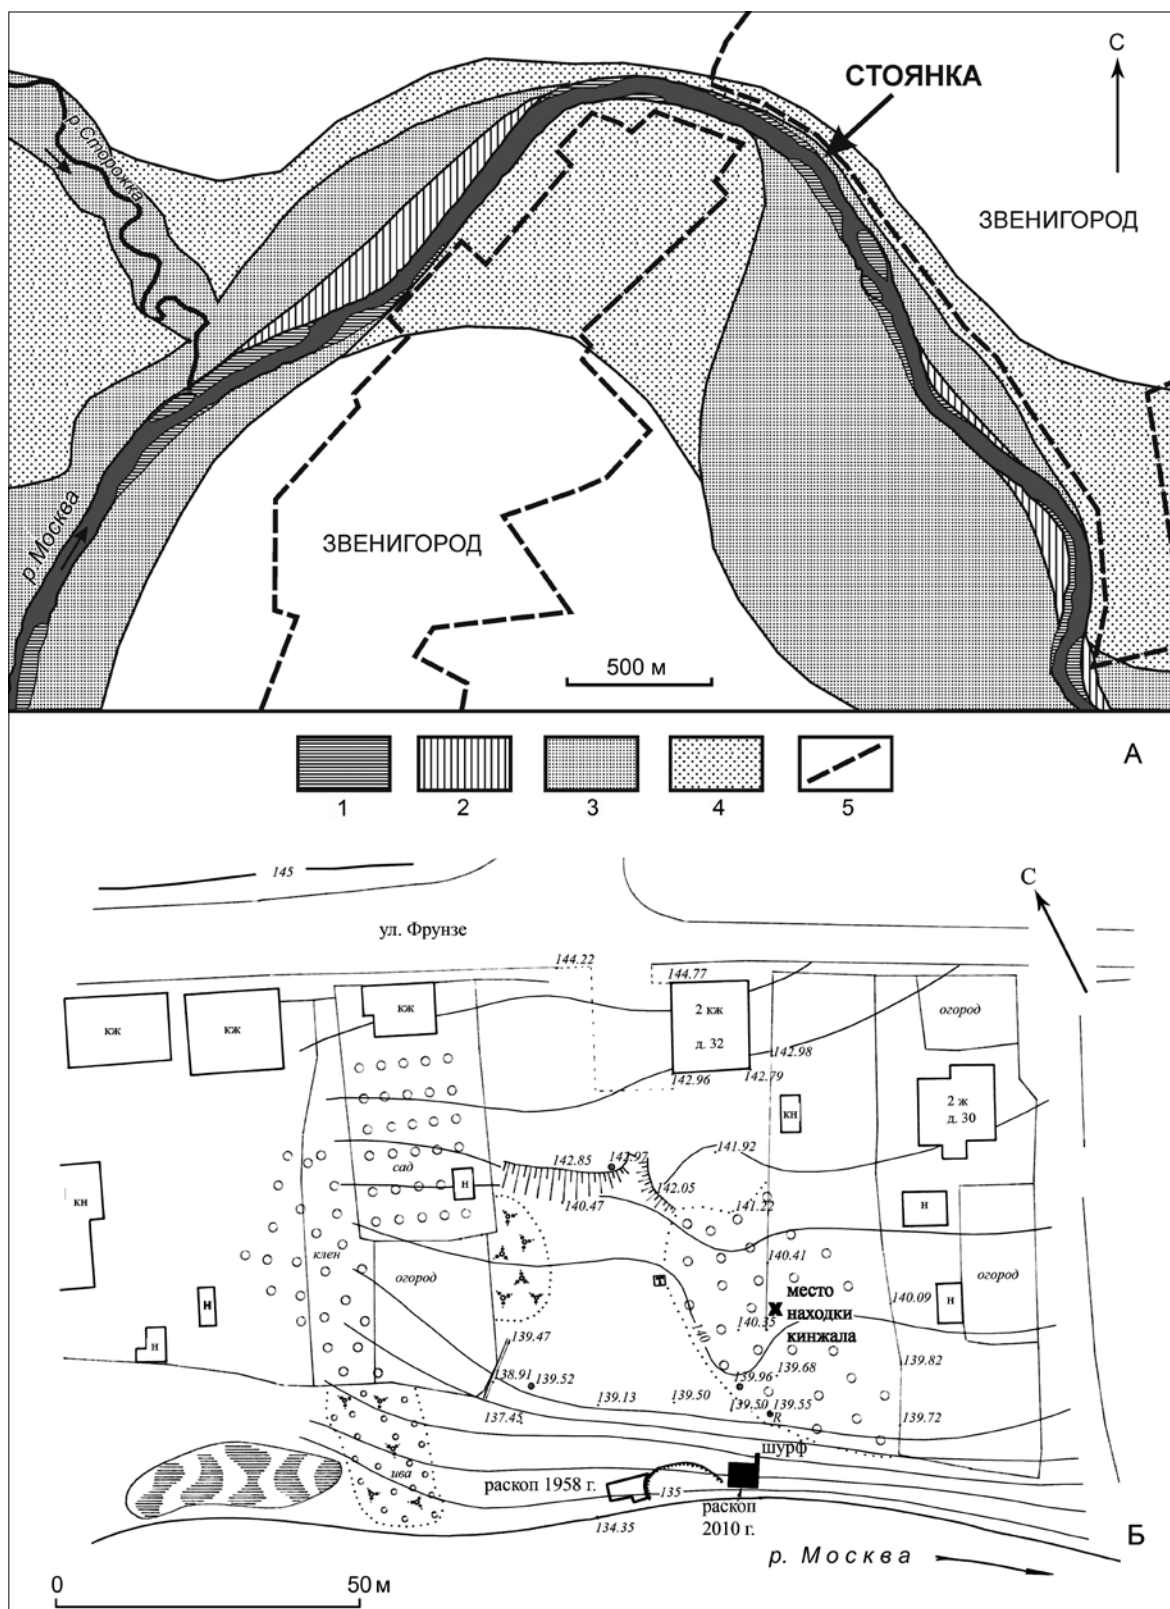 С
СТОЯНКА
р. Сторожка
ЗВЕНИГОРОД
р. Москва
ЗВЕНИГОРОД
500 м
А
1
2
3
4
5
145
С
ул. Фрунзе
144.22
144.77
кж
кж
кж
2 кж
д. 32
огород
142.98
142.96
142.79
2 ж
д. 30
кн
141.92
142.85
142.97
сад
н
142.05
кн
140.47
141.22
н
клен
140.41
огород
огород
Т
место
находки
кинжала
140.09
н
н
140
140.35
н
139.47
139.82
139.68
138.91
139.52
139.96
139.13
139.50
139.50
139.55
137.45
R
139.72
шурф
ива
раскоп 1958 г.
135
раскоп
2010 г.
134.35
Б
р. Москва
0
50 м